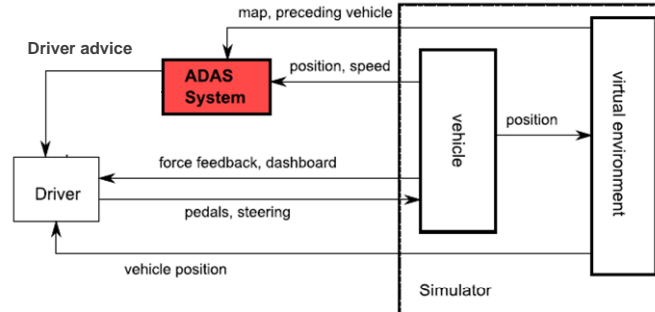 map, preceding vehicle
Driver advice
ADAS
System
position, speed
vehicle
position
virtual environment
force feedback, dashboard
Driver
pedals, steering
vehicle position
Simulator